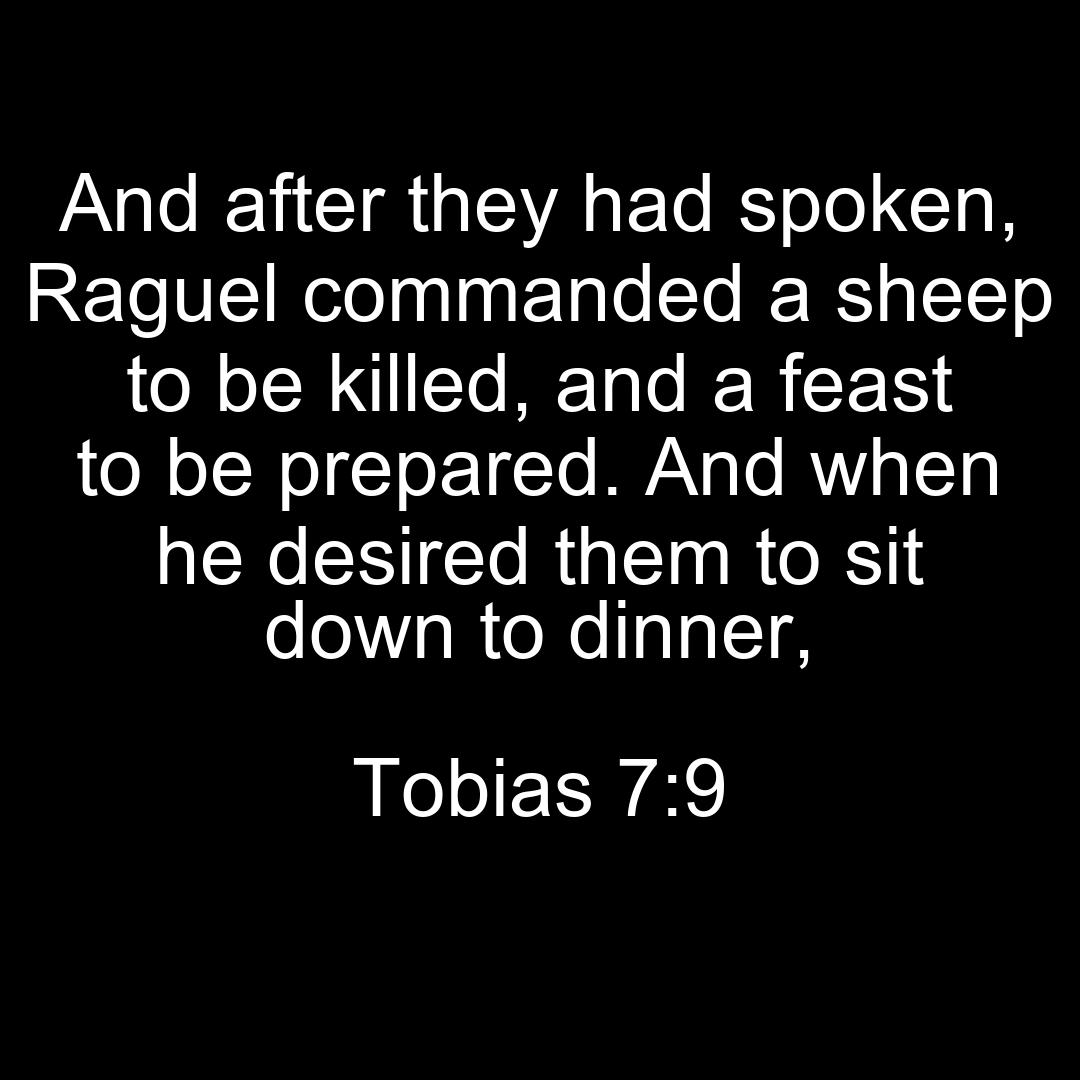 And after they had spoken,
Raguel commanded a sheep
to be killed, and a feast
to be prepared. And when
he desired them to sit
down to dinner,
Tobias 7:9